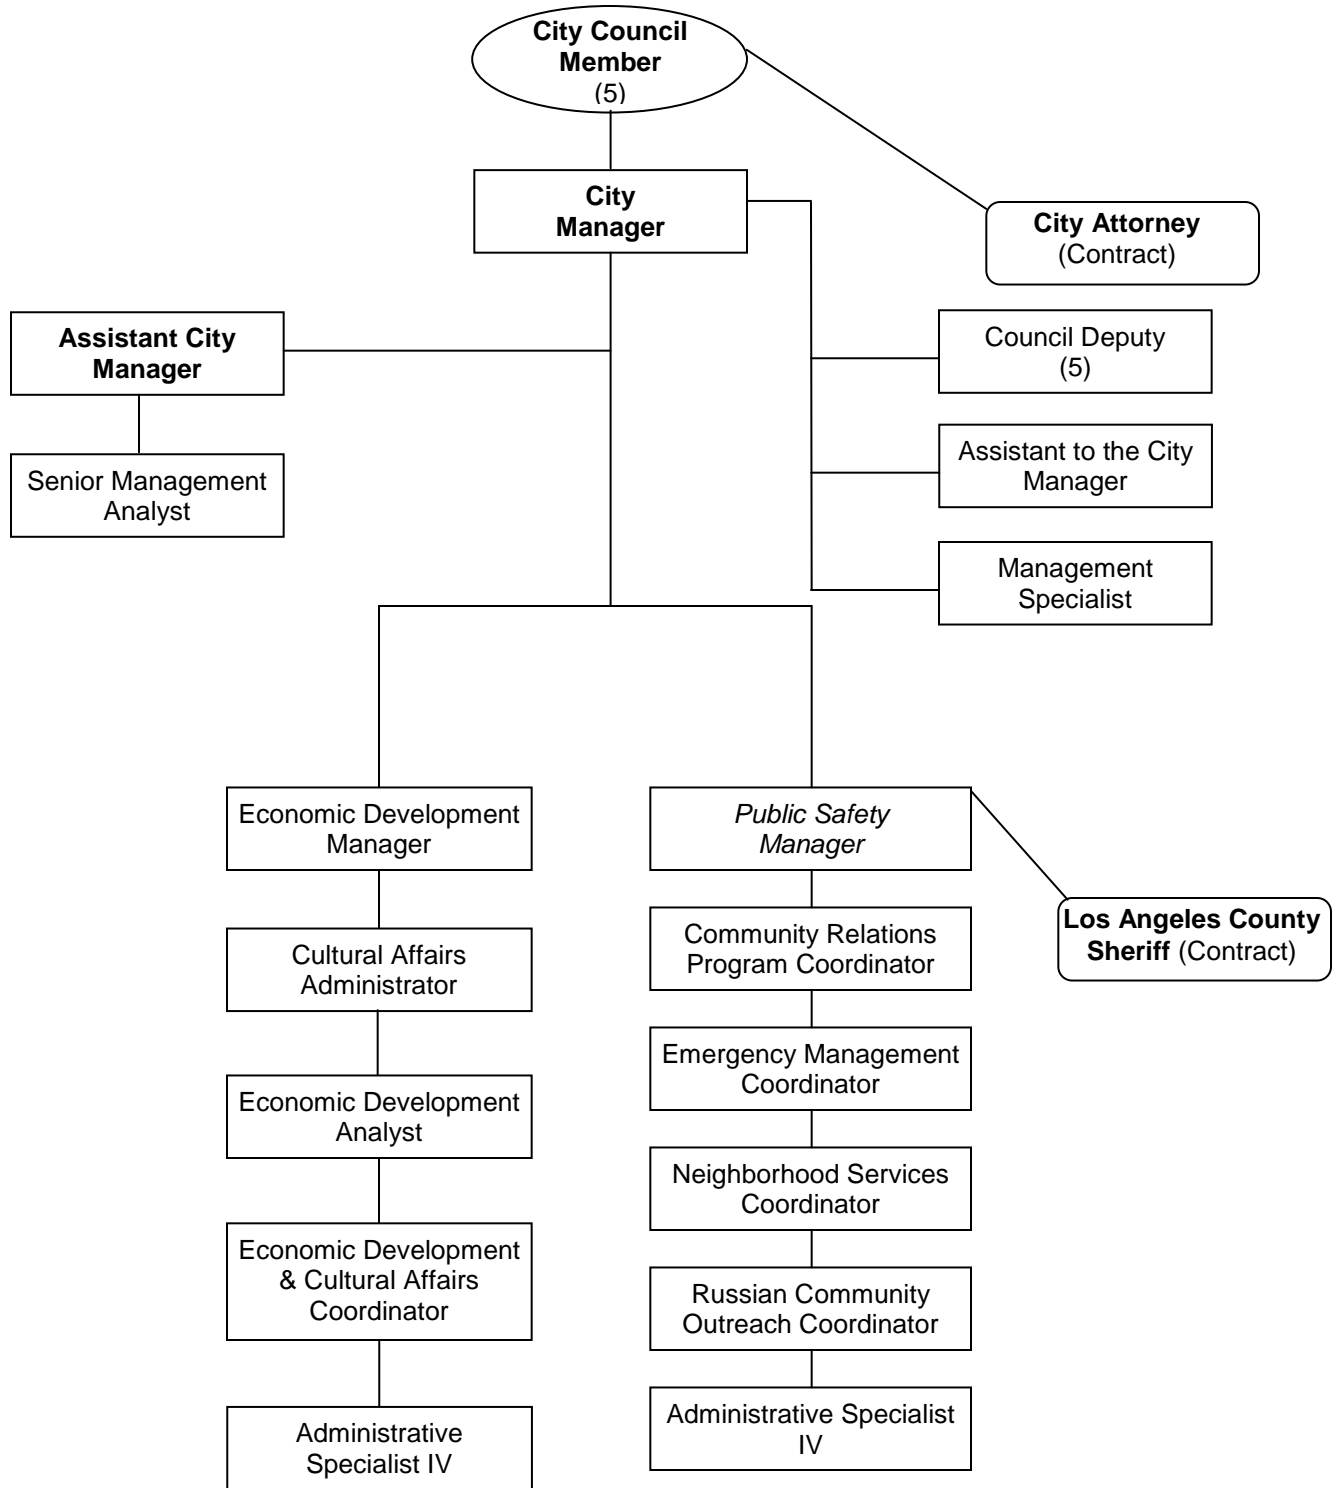 City Council
Member
(5)
City
Manager
City Attorney
(Contract)
Assistant City
Manager
Council Deputy
(5)
Senior Management
Analyst
Assistant to the City
Manager
Management
Specialist
Economic Development
Manager
Public Safety
Manager
Los Angeles County
Sheriff (Contract)
Cultural Affairs
Administrator
Community Relations
Program Coordinator
Economic Development
Analyst
Emergency Management
Coordinator
Economic Development
& Cultural Affairs
Coordinator
Neighborhood Services
Coordinator
Russian Community
Outreach Coordinator
Administrative
Specialist IV
Administrative Specialist
IV